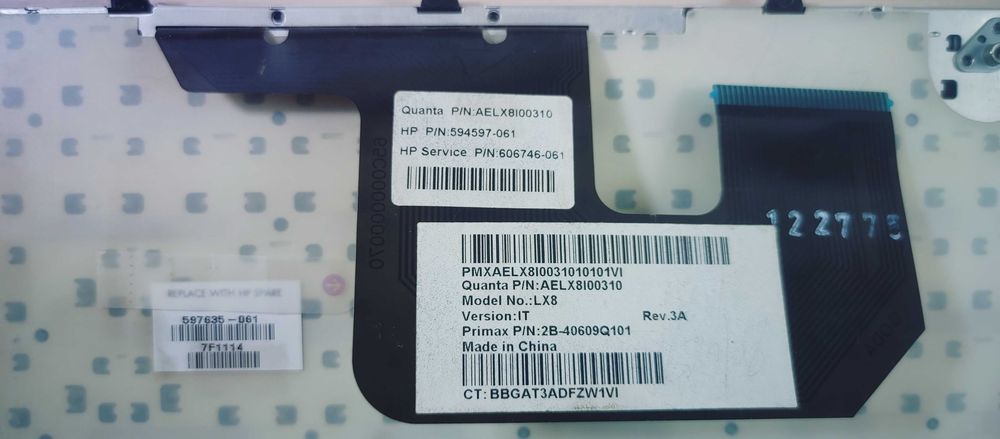 Quanta P/N:AELX8I00310
HP P/N:594597-061
HP Service P/N:606746-061
122775
PMXAELX8I0031010101VI
Quanta P/N:AELX8I00310
Model No.:LX8
Version:IT Rev.3A
Primax P/N:2B-40609Q101
Made in China
CT: BBGAT3ADFZW1VI
REPLACE WITH HP SPARE
597635-061
7F1114